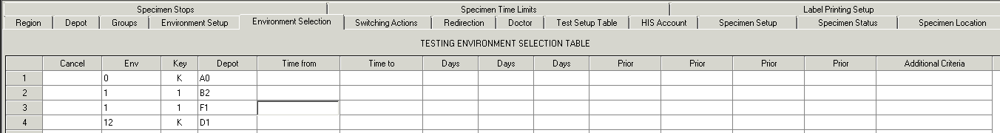 Specimen Stops Specimen Time Limits Label Printing Setup
Region Depot Groups Environment Setup Environment Selection Switching Actions Redirection Doctor Test Setup Table HIS Account Specimen Setup Specimen Status Specimen Location
TESTING ENVIRONMENT SELECTION TABLE
Cancel Env Key Depot Time from Time to Days Days Days Prior Prior Prior Prior Additional Criteria
1 0 K A0
2 1 1 B2
3 1 1 F1
4 12 K D1